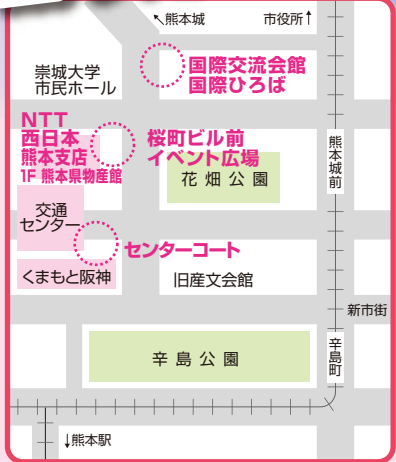 ↖熊本城
市役所↑
崇城大学
市民ホール
国際交流会館
国際ひろば
NTT
西日本
熊本支店
1F 熊本県物産館
桜町ビル前
イベント広場
熊本城前
花畑公園
交通
センター
センターコート
くまもと阪神
旧産文会館
新市街
辛島公園
辛島町
↓熊本駅